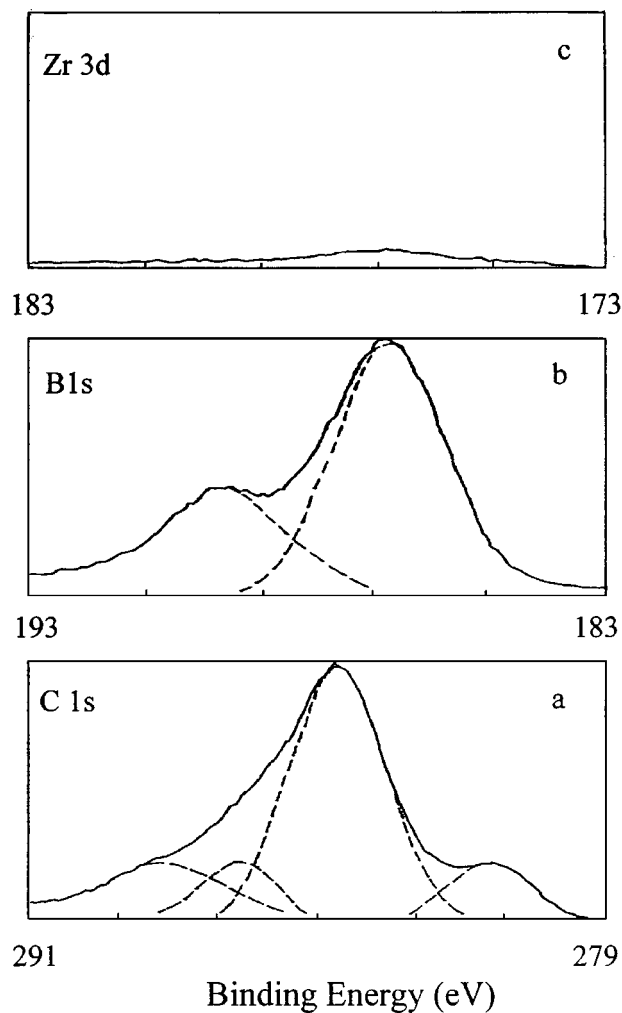 Zr 3d
c
183
173
B1s
b
193
183
C 1s
a
291
279
Binding Energy (eV)